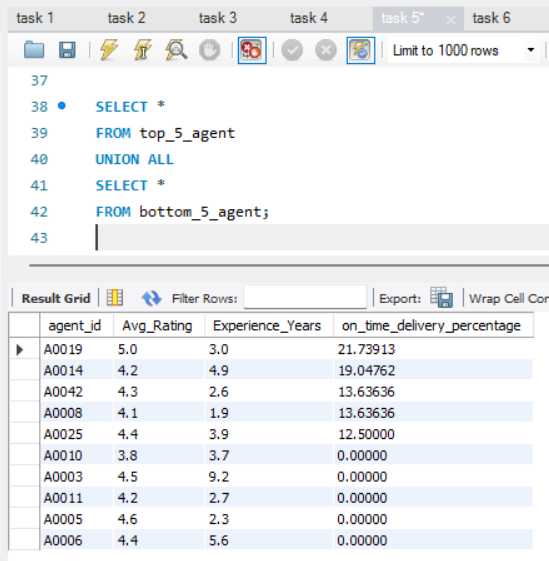 task 1 task 2 task 3 task 4 task 5* task 6
Limit to 1000 rows
37
38 SELECT *
39 FROM top_5_agent
40 UNION ALL
41 SELECT *
42 FROM bottom_5_agent;
43
Result Grid Filter Rows: Export: Wrap Cell Con
agent_id Avg_Rating Experience_Years on_time_delivery_percentage
A0019 5.0 3.0 21.73913
A0014 4.2 4.9 19.04762
A0042 4.3 2.6 13.63636
A0008 4.1 1.9 13.63636
A0025 4.4 3.9 12.50000
A0010 3.8 3.7 0.00000
A0003 4.5 9.2 0.00000
A0011 4.2 2.7 0.00000
A0005 4.6 2.3 0.00000
A0006 4.4 5.6 0.00000